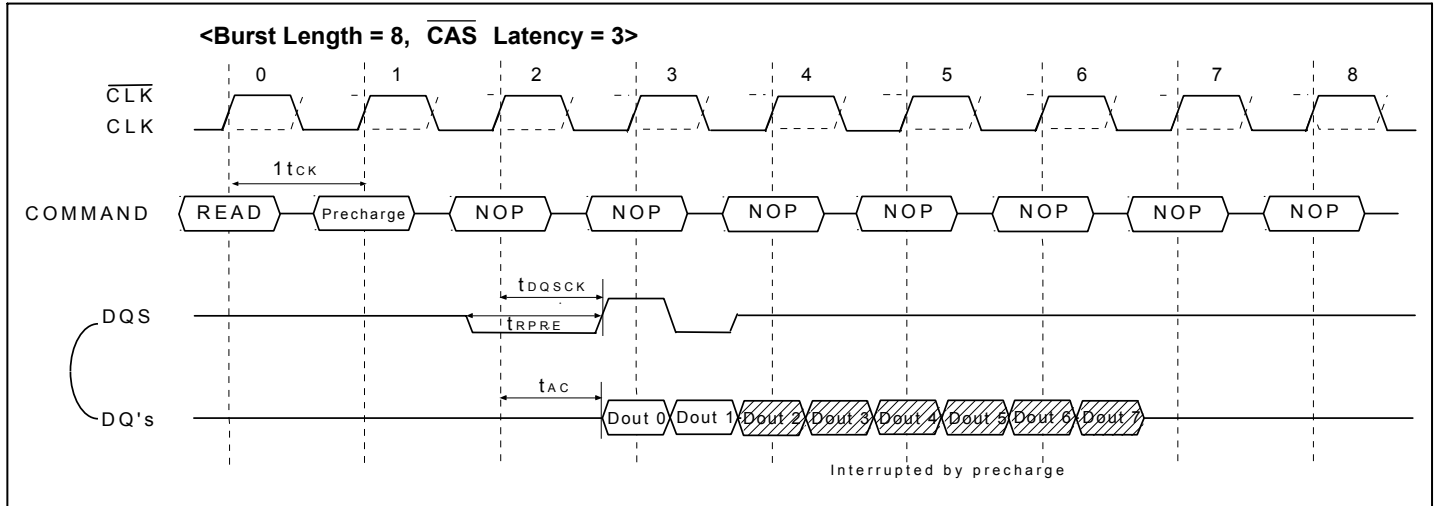 <Burst Length = 8, CAS Latency = 3>
0 1 2 3 4 5 6 7 8
CLK
CLK
1tCK
COMMAND READ Precharge NOP NOP NOP NOP NOP NOP NOP
tDQSCK
DQS
tRPRE
tAC
DQ's Dout 0 Dout 1 Dout 2 Dout 3 Dout 4 Dout 5 Dout 6 Dout 7
Interrupted by precharge